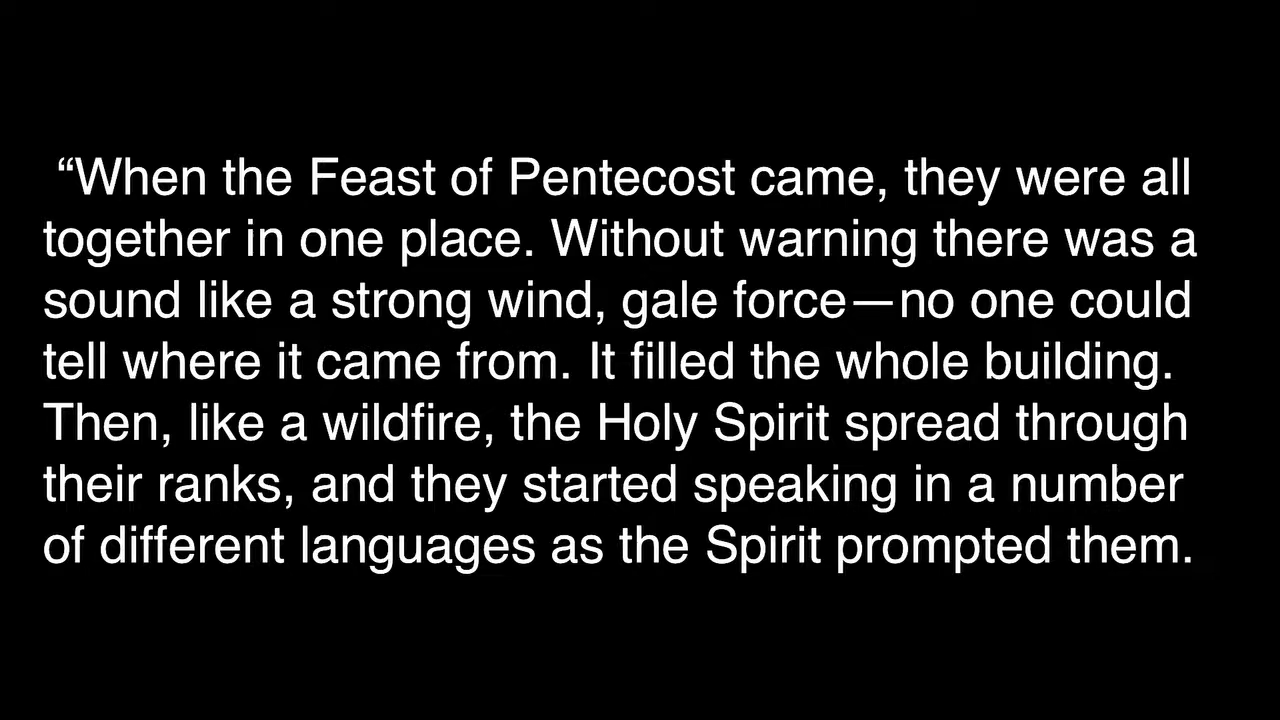 “When the Feast of Pentecost came, they were all
together in one place. Without warning there was a
sound like a strong wind, gale force—no one could
tell where it came from. It filled the whole building.
Then, like a wildfire, the Holy Spirit spread through
their ranks, and they started speaking in a number
of different languages as the Spirit prompted them.